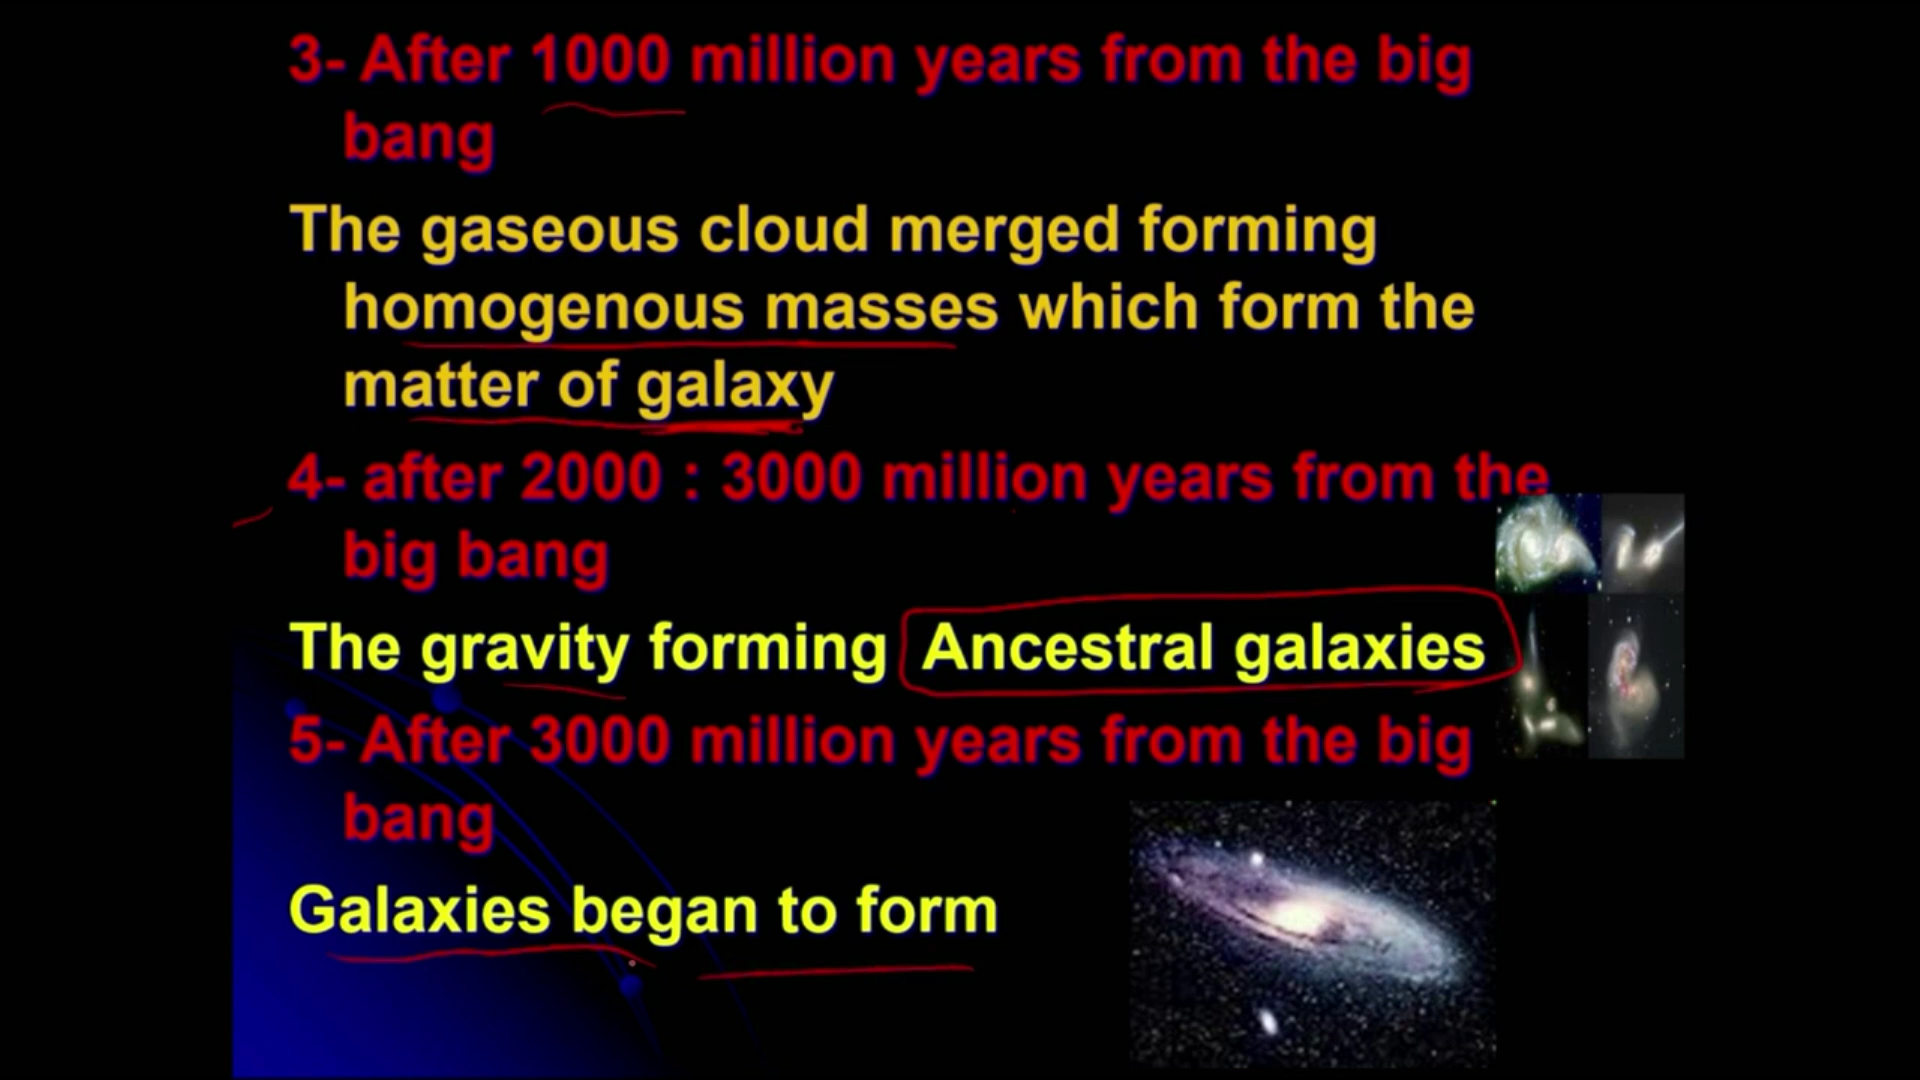 3- After 1000 million years from the big
bang
The gaseous cloud merged forming
homogenous masses which form the
matter of galaxy
4- after 2000 : 3000 million years from the
big bang
The gravity forming Ancestral galaxies
5- After 3000 million years from the big
bang
Galaxies began to form